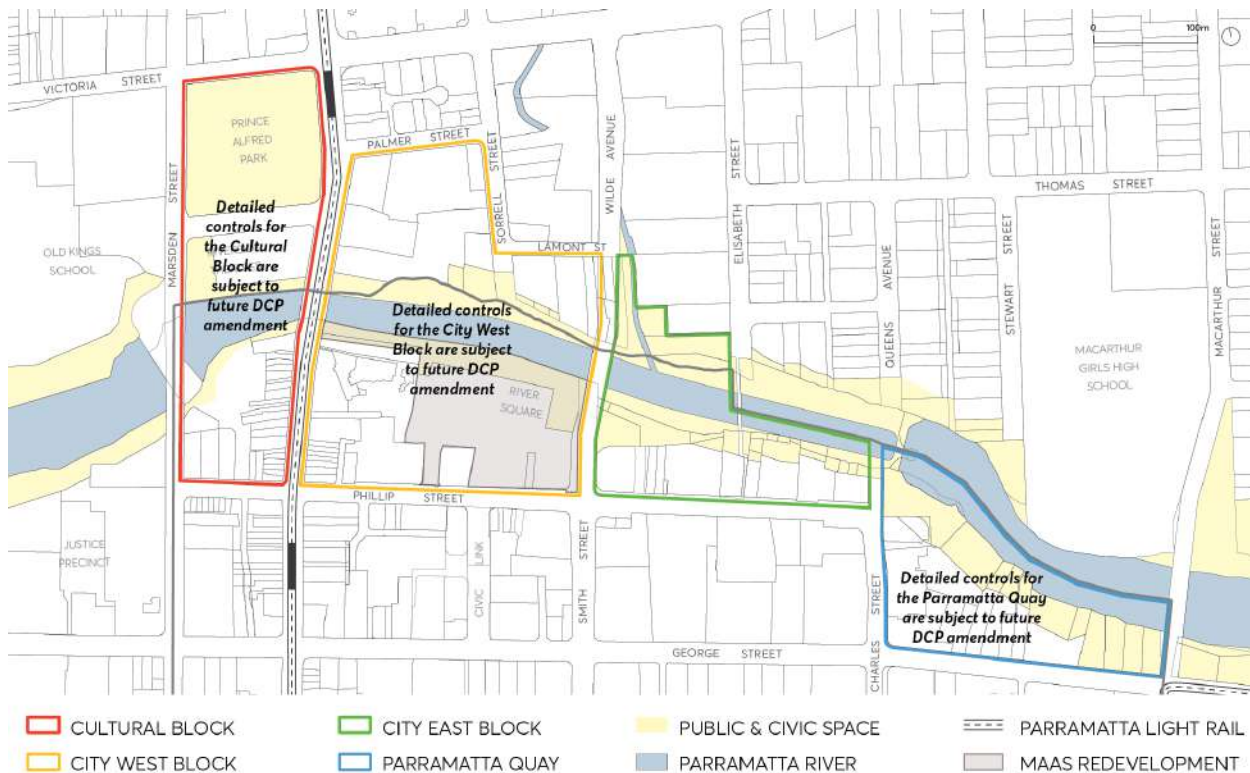 0
100m
VICTORIA STREET
PRINCE
ALFRED
PARK
PALMER STREET
SORRELL STREET
WILDE AVENUE
ELISABETH STREET
THOMAS STREET
MARSDEN STREET
OLD KINGS
SCHOOL
Detailed
controls for
the Cultural
Block are
subject to
future DCP
amendment
LAMONT ST
QUEENS AVENUE
STEWART STREET
MACARTHUR STREET
MACARTHUR
GIRLS HIGH
SCHOOL
Detailed controls
for the City West
Block are subject
to future DCP
amendment
RIVER
SQUARE
PHILLIP STREET
JUSTICE
PRECINCT
CIVIC LINK
SMITH STREET
CHARLES STREET
Detailed controls for
the Parramatta Quay
are subject to future
DCP amendment
GEORGE STREET
CULTURAL BLOCK
CITY EAST BLOCK
PUBLIC & CIVIC SPACE
PARRAMATTA LIGHT RAIL
CITY WEST BLOCK
PARRAMATTA QUAY
PARRAMATTA RIVER
MAAS REDEVELOPMENT